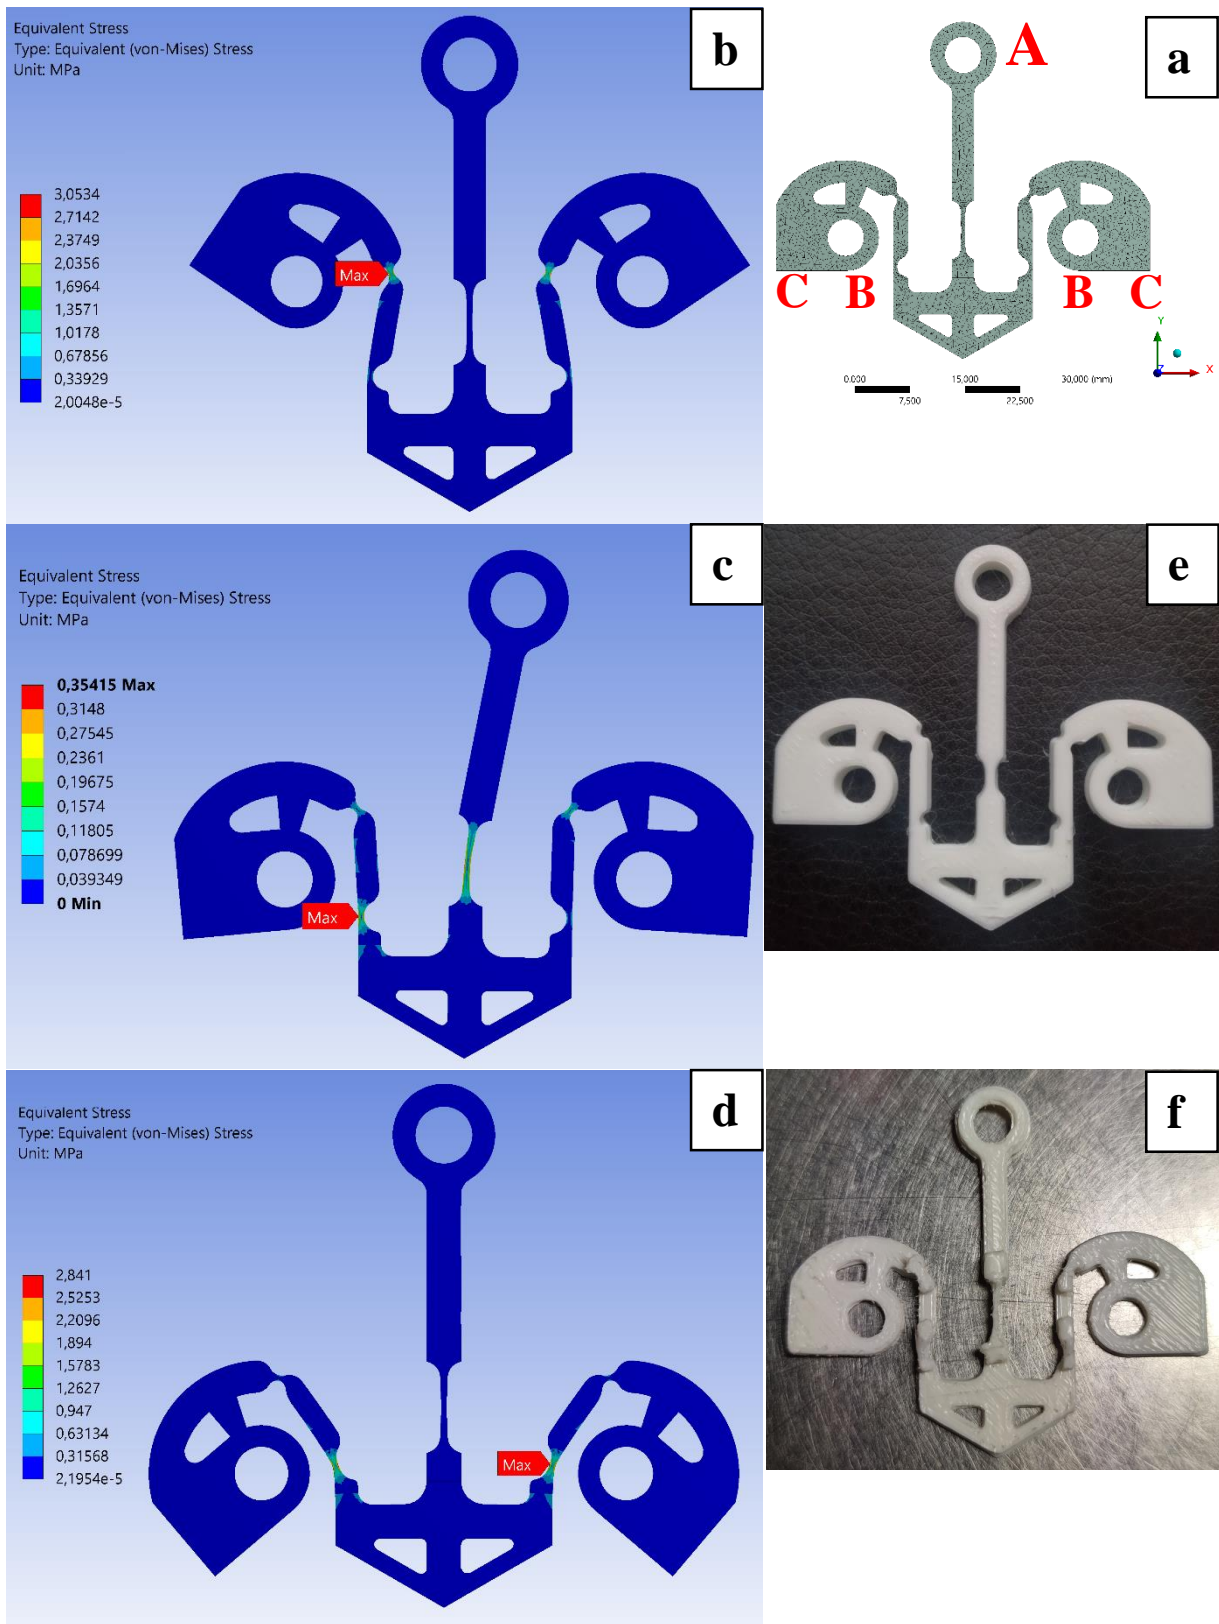 Equivalent Stress
Type: Equivalent (von-Mises) Stress
Unit: MPa
b
3,0534
2,7142
2,3749
2,0356
1,6964
1,3571
1,0178
0,67856
0,33929
2,0048e-5
Max
a
A
C B B C
Y
X
Z
0.000 15,000 30,000 (mm)
7,500 22,500
Equivalent Stress
Type: Equivalent (von-Mises) Stress
Unit: MPa
c
0,35415 Max
0,3148
0,27545
0,2361
0,19675
0,1574
0,11805
0,078699
0,039349
0 Min
Max
e
Equivalent Stress
Type: Equivalent (von-Mises) Stress
Unit: MPa
d
2,841
2,5253
2,2096
1,894
1,5783
1,2627
0,947
0,63134
0,31568
2,1954e-5
Max
f